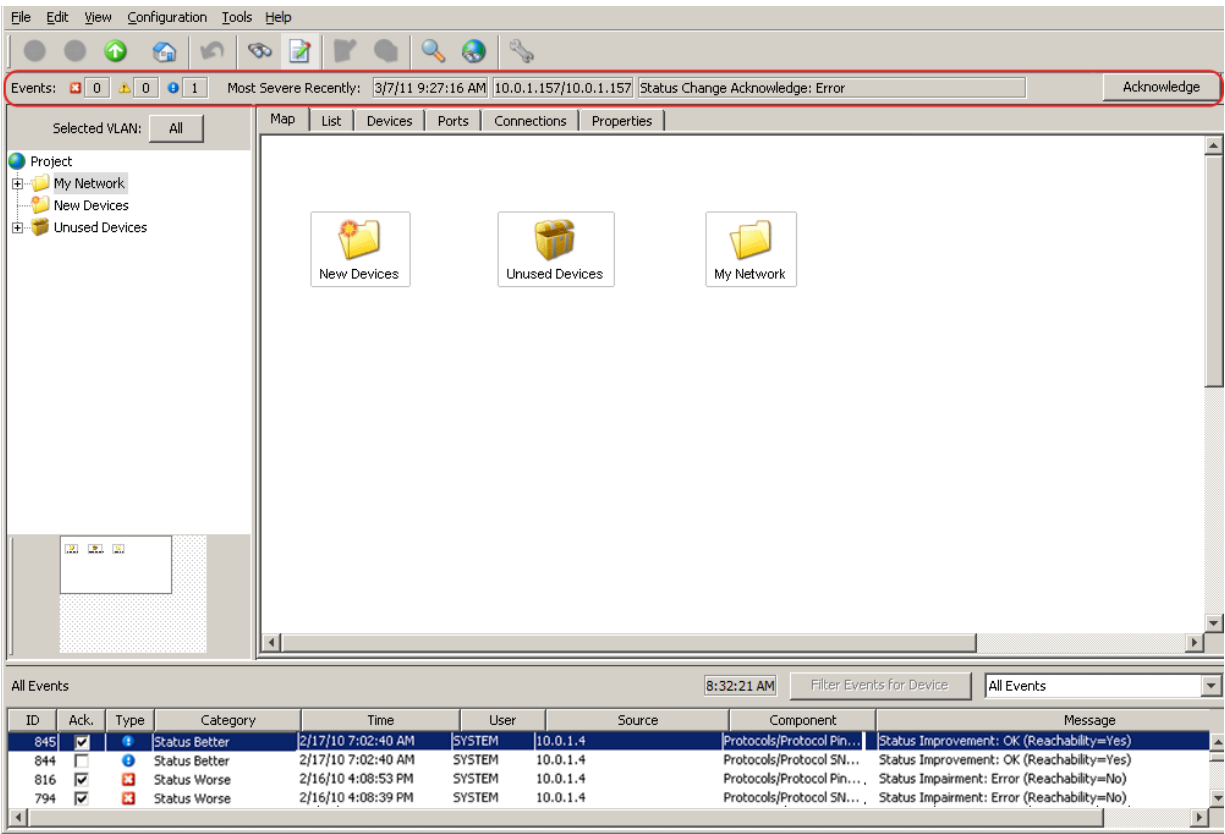 File Edit View Configuration Tools Help
Events: 0 0 1 Most Severe Recently: 3/7/11 9:27:16 AM 10.0.1.157/10.0.1.157 Status Change Acknowledge: Error Acknowledge
Selected VLAN: All
Map List Devices Ports Connections Properties
Project
My Network
New Devices
Unused Devices
New Devices Unused Devices My Network
All Events 8:32:21 AM Filter Events for Device All Events
ID Ack. Type Category Time User Source Component Message
845 Status Better 2/17/10 7:02:40 AM SYSTEM 10.0.1.4 Protocols/Protocol Pin... Status Improvement: OK (Reachability=Yes)
844 Status Better 2/17/10 7:02:40 AM SYSTEM 10.0.1.4 Protocols/Protocol SN... Status Improvement: OK (Reachability=Yes)
816 Status Worse 2/16/10 4:08:53 PM SYSTEM 10.0.1.4 Protocols/Protocol Pin... Status Impairment: Error (Reachability=No)
794 Status Worse 2/16/10 4:08:39 PM SYSTEM 10.0.1.4 Protocols/Protocol SN... Status Impairment: Error (Reachability=No)